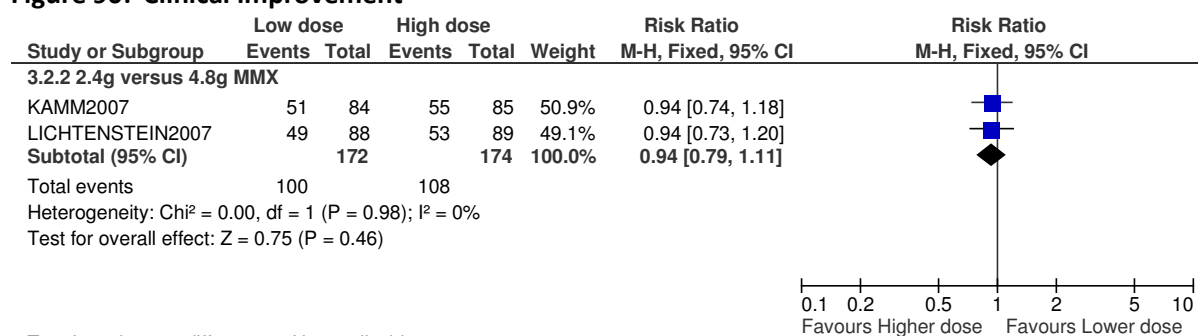 Low dose High dose Risk Ratio Risk Ratio
Study or Subgroup Events Total Events Total Weight M-H, Fixed, 95% CI M-H, Fixed, 95% CI
3.2.2 2.4g versus 4.8g MMX
KAMM2007 51 84 55 85 50.9% 0.94 [0.74, 1.18]
LICHTENSTEIN2007 49 88 53 89 49.1% 0.94 [0.73, 1.20]
Subtotal (95% CI) 172 174 100.0% 0.94 [0.79, 1.11]
Total events 100 108
Heterogeneity: Chi² = 0.00, df = 1 (P = 0.98); I² = 0%
Test for overall effect: Z = 0.75 (P = 0.46)
0.1 0.2 0.5 1 2 5 10
Favours Higher dose Favours Lower dose